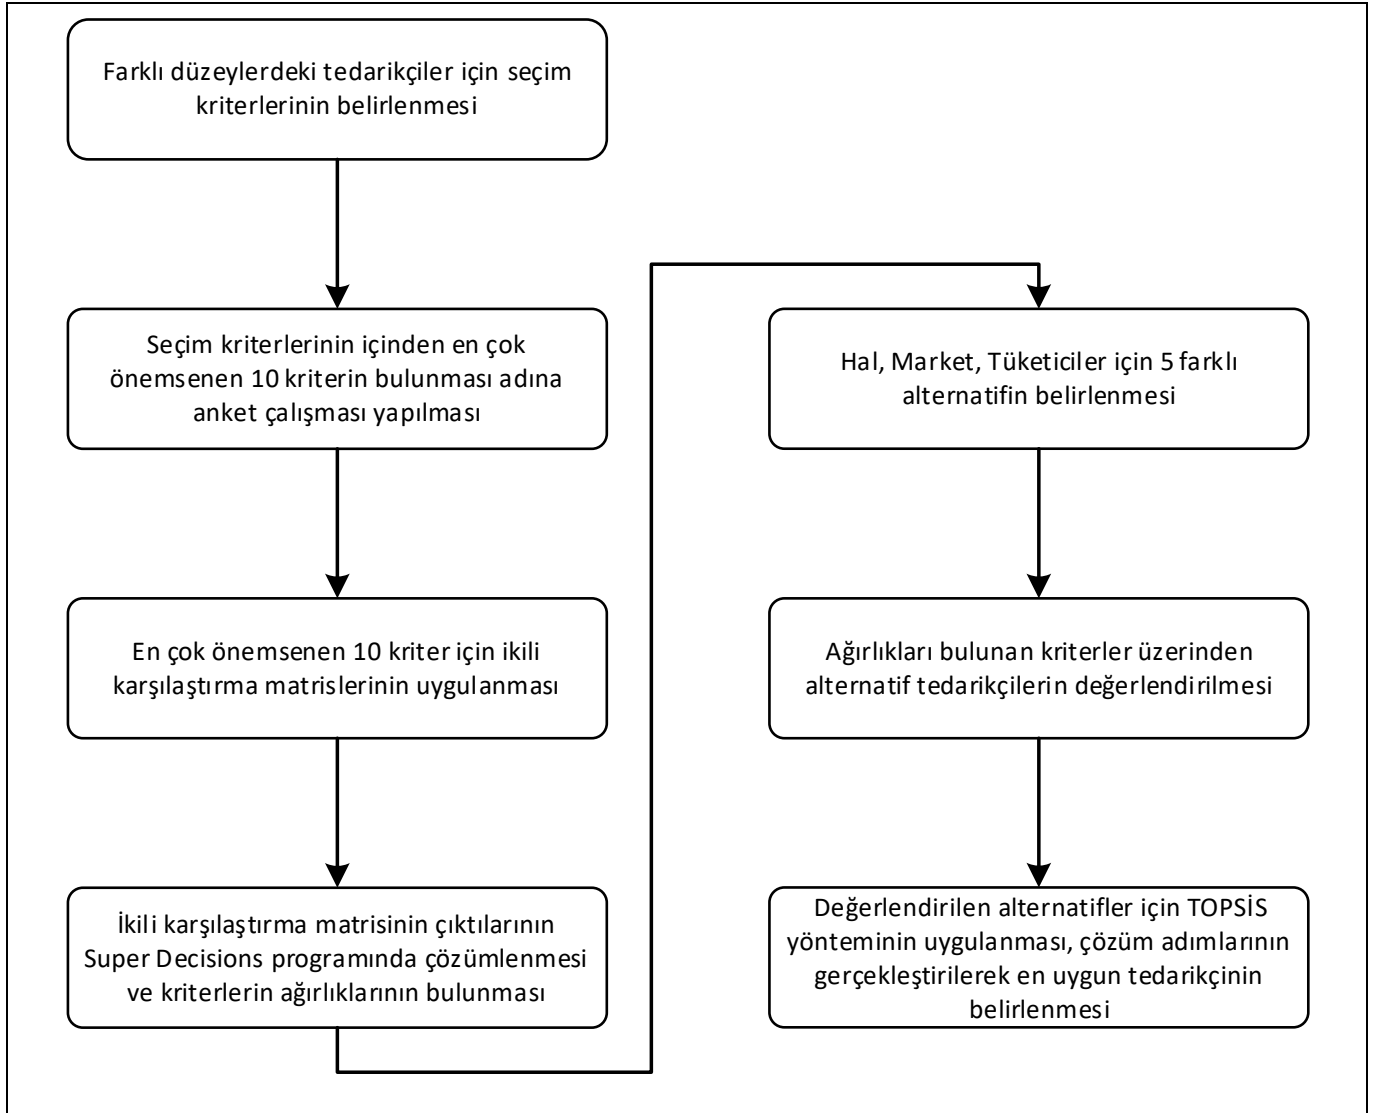 Farklı düzeylerdeki tedarikçiler için seçim
kriterlerinin belirlenmesi
Seçim kriterlerinin içinden en çok
önemsenen 10 kriterin bulunması adına
anket çalışması yapılması
En çok önemsenen 10 kriter için ikili
karşılaştırma matrislerinin uygulanması
İkili karşılaştırma matrisinin çıktılarının
Super Decisions programında çözümlenmesi
ve kriterlerin ağırlıklarının bulunması
Hal, Market, Tüketiciler için 5 farklı
alternatifin belirlenmesi
Ağırlıkları bulunan kriterler üzerinden
alternatif tedarikçilerin değerlendirilmesi
Değerlendirilen alternatifler için TOPSİS
yönteminin uygulanması, çözüm adımlarının
gerçekleştirilerek en uygun tedarikçinin
belirlenmesi